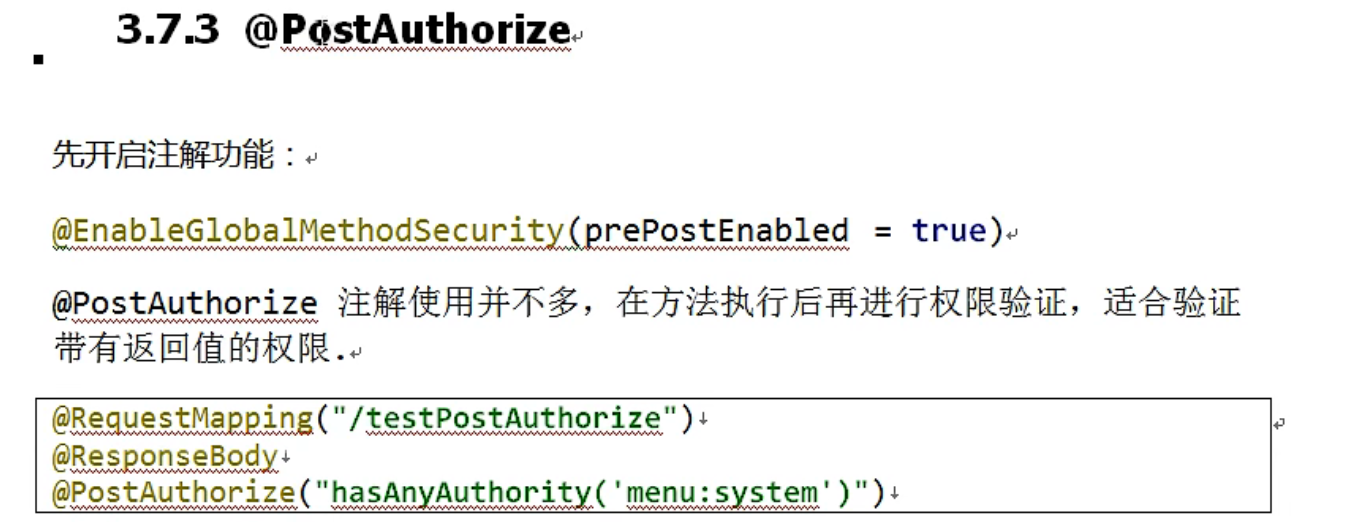 3.7.3 @PostAuthorize
先开启注解功能：
@EnableGlobalMethodSecurity(prePostEnabled = true)
@PostAuthorize 注解使用并不多，在方法执行后再进行权限验证，适合验证
带有返回值的权限.
@RequestMapping("/testPostAuthorize")
@ResponseBody
@PostAuthorize("hasAnyAuthority('menu:system')")